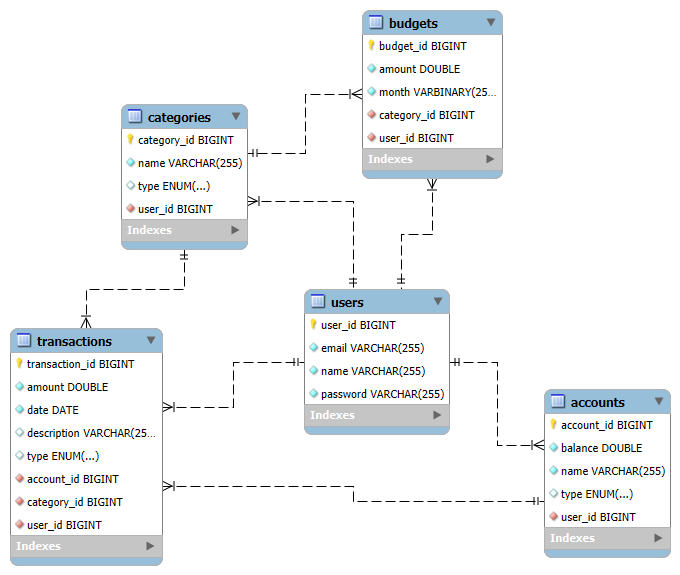 budgets
budget_id BIGINT
amount DOUBLE
month VARBINARY(25...
category_id BIGINT
user_id BIGINT
Indexes
categories
category_id BIGINT
name VARCHAR(255)
type ENUM(...)
user_id BIGINT
Indexes
users
user_id BIGINT
email VARCHAR(255)
name VARCHAR(255)
password VARCHAR(255)
Indexes
transactions
transaction_id BIGINT
amount DOUBLE
date DATE
description VARCHAR(25...
type ENUM(...)
account_id BIGINT
category_id BIGINT
user_id BIGINT
Indexes
accounts
account_id BIGINT
balance DOUBLE
name VARCHAR(255)
type ENUM(...)
user_id BIGINT
Indexes